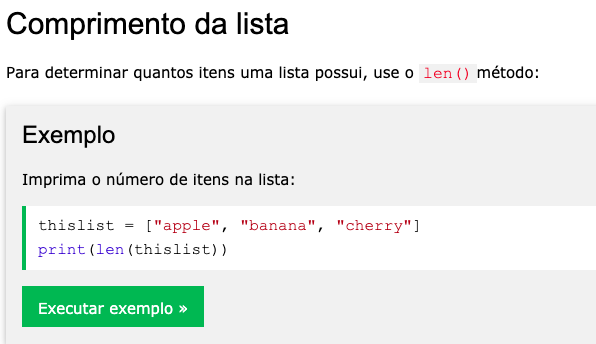 Comprimento da lista
Para determinar quantos itens uma lista possui, use o len() método:
Exemplo
Imprima o número de itens na lista:
thislist = ["apple", "banana", "cherry"]
print(len(thislist))
Executar exemplo »